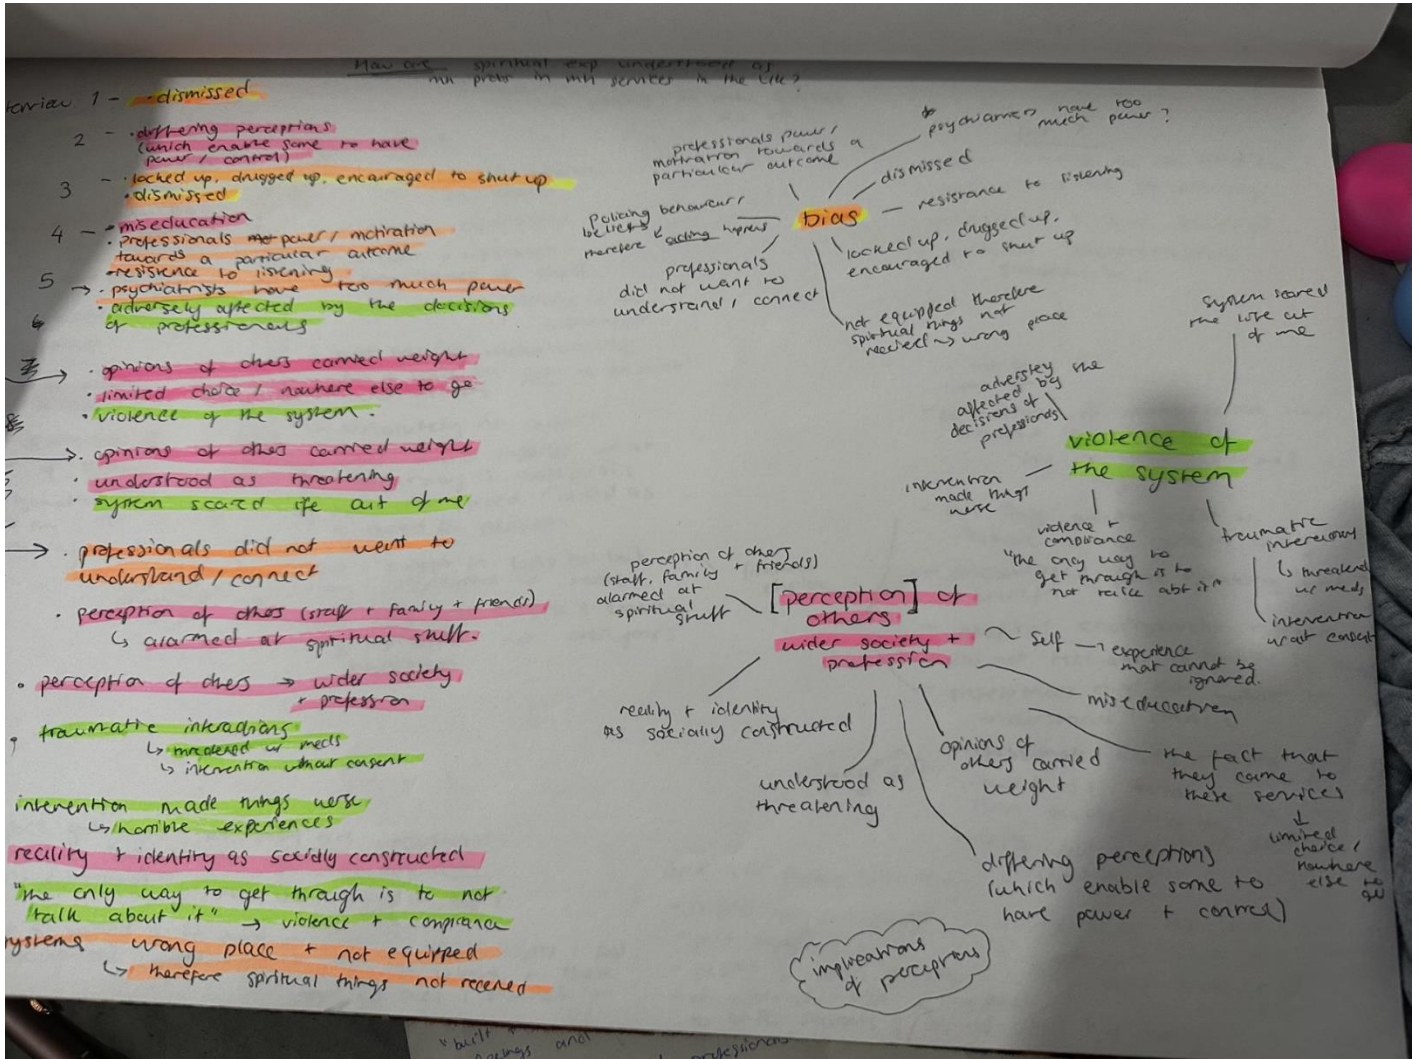 How are spiritual exp understood as
mh probs in mh services in the UK?
terview 1 - · dismissed
2 - · differing perceptions
(which enable some to have
power / control)
3 - · locked up, drugged up, encouraged to shut up
· dismissed
4 - · miseducation
· professionals power / motivation
towards a particular outcome
· resistence to listening
5 → · psychiatrists have too much power
· adversely affected by the decisions
of professionals
6
→ · opinions of others carried weight
· limited choice / nowhere else to go
· violence of the system.
→ · opinions of others carried weight
· understood as threatening
· system scared life out of me
→ · professionals did not want to
understand / connect
· perception of others (staff + family + friends)
↳ alarmed at spiritual stuff.
· perception of others → wider society
+ profession
· traumatic interactions
↳ threatened w/ meds
↳ intervention without consent
intervention made things worse
↳ horrible experiences
reality + identity as socially constructed
"the only way to get through is to not
talk about it" → violence + compliance
systems wrong place + not equipped
↳ therefore spiritual things not received
bias
psychiatrists have too
much power?
dismissed
resistance to listening
locked up, drugged up,
encouraged to shut up
not equipped therefore
spiritual things not
received → wrong place
professionals
did not want to
understand / connect
Policing behaviour /
beliefs
therefore acting happens
professionals power /
motivation towards a
particular outcome
violence of
the system
system scared
the life out
of me
traumatic
interactions
↳ threatened
w/ meds
intervention
w/out consent
violence +
compliance
"the only way to
get through is to
not talk abt it"
intervention
made things
worse
adversley
affected by the
decisions of
professionals
[perception] of
others
wider society +
profession
Self → experience
that cannot be
ignored.
miseducation
the fact that
they came to
these services
↓
limited
choice /
nowhere
else to
go
opinions of
others carried
weight
differing perceptions
(which enable some to
have power + control)
understood as
threatening
reality + identity
as socially constructed
perception of others
(staff, family + friends)
alarmed at
spiritual
stuff
implications
of perceptions
"built
and
professionals